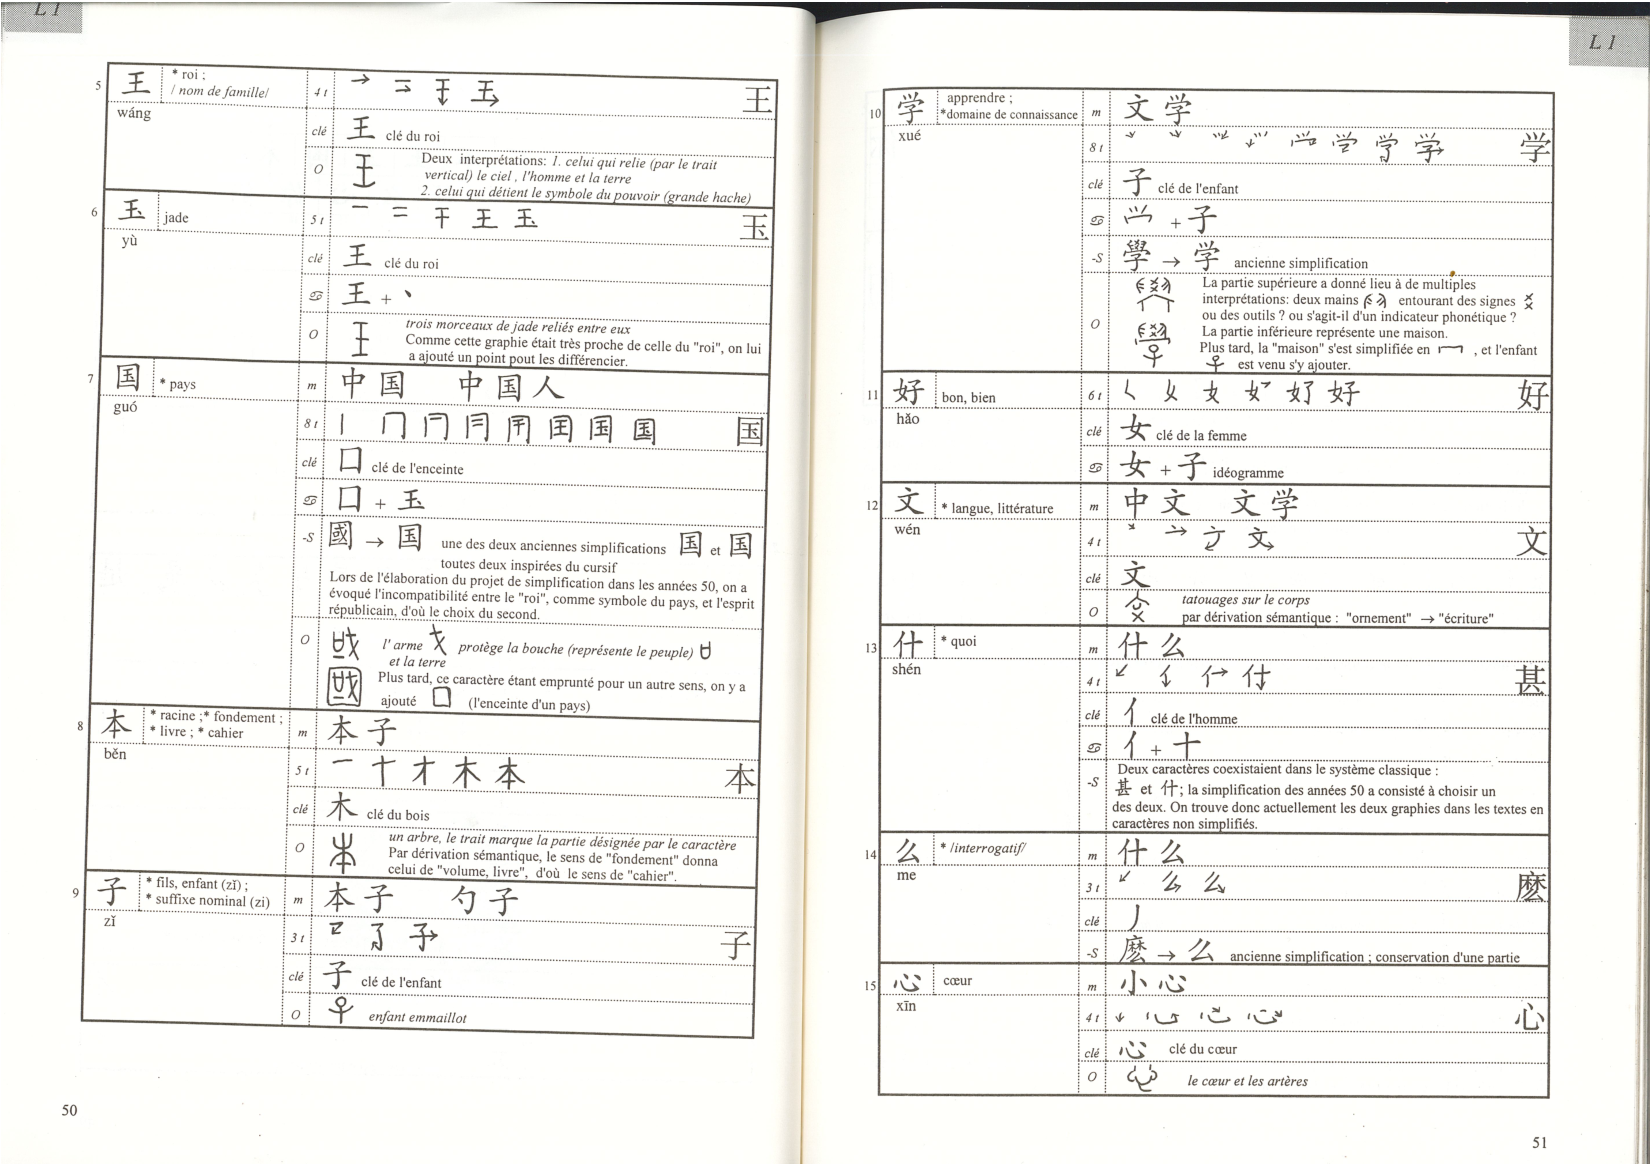 L 1
5 王 * roi ;
/ nom de famille/
wáng
4 t 王
clé 王 clé du roi
O Deux interprétations: 1. celui qui relie (par le trait
vertical) le ciel , l'homme et la terre
2. celui qui détient le symbole du pouvoir (grande hache)
6 玉 jade
yù
5 t 一 二 干 王 玉 玉
clé 王 clé du roi
王 + 丶
O trois morceaux de jade reliés entre eux
Comme cette graphie était très proche de celle du "roi", on lui
a ajouté un point pout les différencier.
7 国 * pays
guó
m 中国 中国人
8 t 国 国
clé 囗 clé de l'enceinte
囗 + 玉
-S 國 → 国 une des deux anciennes simplifications 囯 et 国
toutes deux inspirées du cursif
Lors de l'élaboration du projet de simplification dans les années 50, on a
évoqué l'incompatibilité entre le "roi", comme symbole du pays, et l'esprit
républicain, d'où le choix du second.
O l' arme protège la bouche (représente le peuple)
et la terre
Plus tard, ce caractère étant emprunté pour un autre sens, on y a
ajouté 囗 (l'enceinte d'un pays)
8 本 * racine ;* fondement ;
* livre ; * cahier
běn
m 本子
5 t 一 十 才 木 本 本
clé 木 clé du bois
O un arbre, le trait marque la partie désignée par le caractère
Par dérivation sémantique, le sens de "fondement" donna
celui de "volume, livre", d'où le sens de "cahier".
9 子 * fils, enfant (zǐ) ;
* suffixe nominal (zi)
zǐ
m 本子 勺子
3 t 子 子
clé 子 clé de l'enfant
O enfant emmaillot
50
L 1
10 学 apprendre ;
*domaine de connaissance
xué
m 文学
8 t 学 学
clé 子 clé de l'enfant
+ 子
-S 學 → 学 ancienne simplification
O La partie supérieure a donné lieu à de multiples
interprétations: deux mains entourant des signes
ou des outils ? ou s'agit-il d'un indicateur phonétique ?
La partie inférieure représente une maison.
Plus tard, la "maison" s'est simplifiée en 冖 , et l'enfant
est venu s'y ajouter.
11 好 bon, bien
hǎo
6 t 女 好 好
clé 女 clé de la femme
女 + 子 idéogramme
12 文 * langue, littérature
wén
m 中文 文学
4 t 文 文
clé 文
O tatouages sur le corps
par dérivation sémantique : "ornement" → "écriture"
13 什 * quoi
shén
m 什么
4 t 亻 什 甚
clé 亻 clé de l'homme
亻 + 十
-S Deux caractères coexistaient dans le système classique :
甚 et 什; la simplification des années 50 a consisté à choisir un
des deux. On trouve donc actuellement les deux graphies dans les textes en
caractères non simplifiés.
14 么 * /interrogatif/
me
m 什么
3 t 么 麽
clé 丿
-S 麽 → 么 ancienne simplification ; conservation d'une partie
15 心 cœur
xīn
m 小心
4 t 心 心
clé 心 clé du cœur
O le cœur et les artères
51